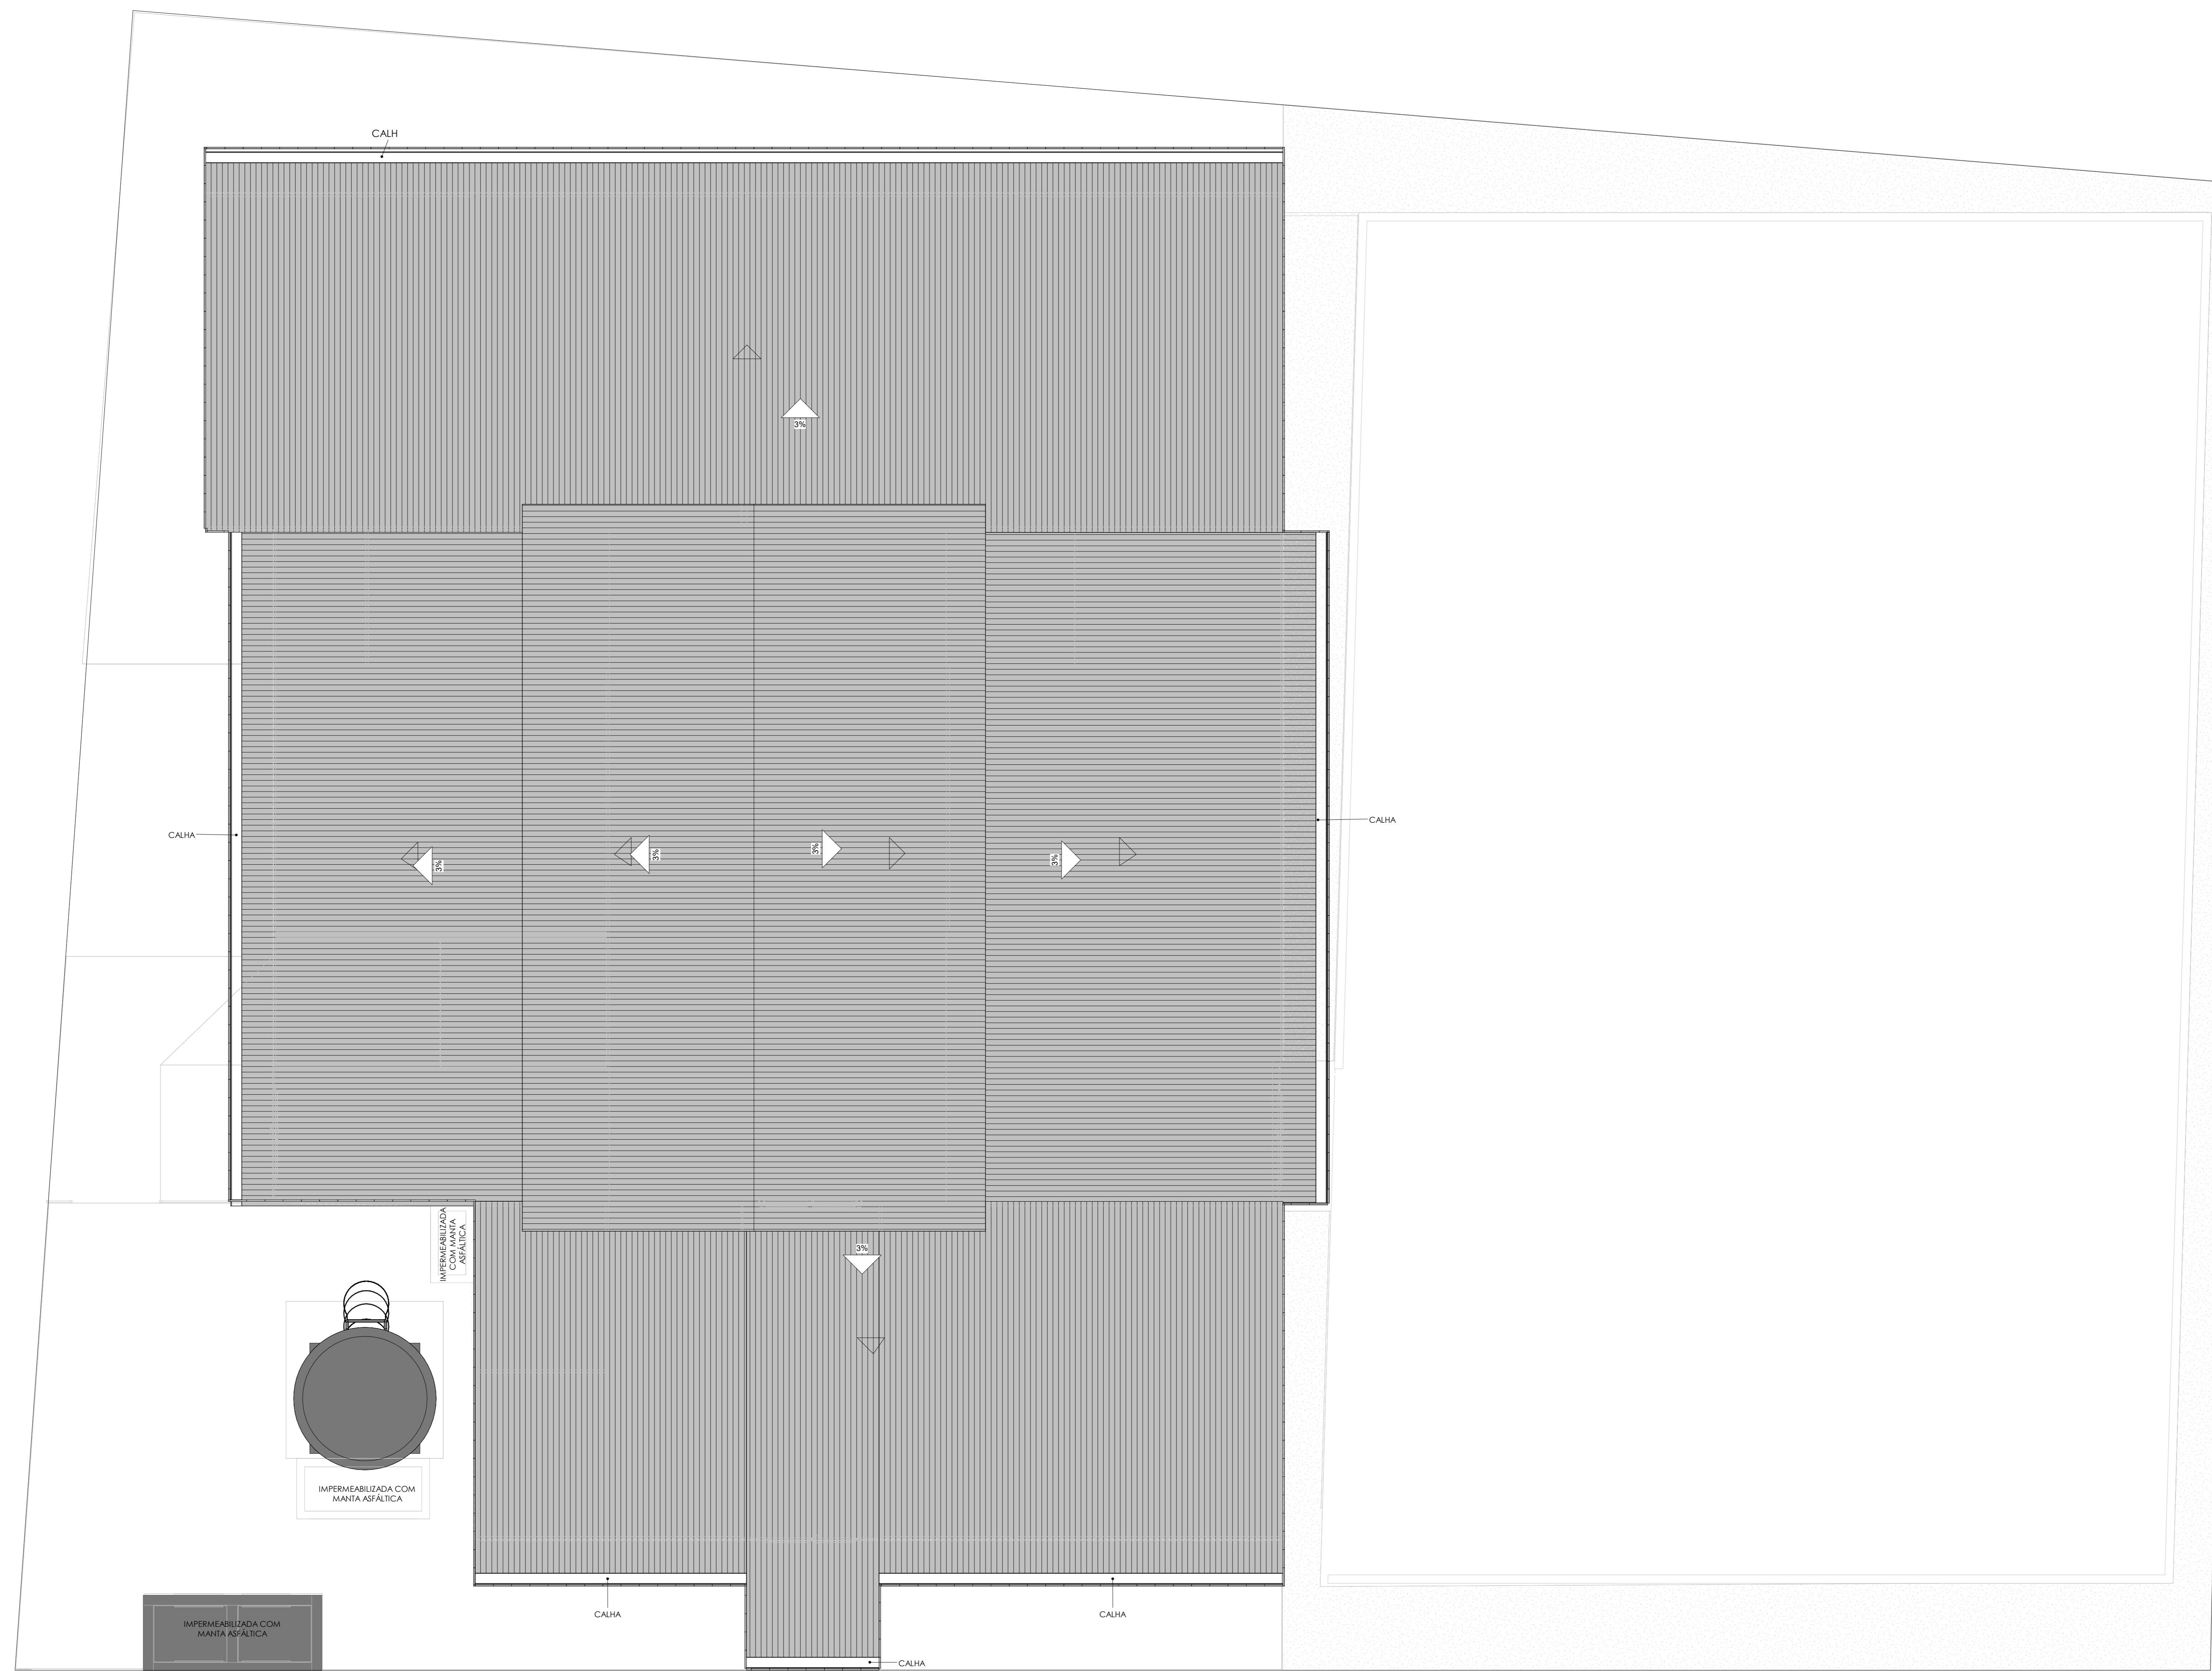 CALH
3%
CALHA
CALHA
3%
3%
3%
3%
IMPERMEABILIZADA
COM MANTA
ASFÁLTICA
3%
IMPERMEABILIZADA COM
MANTA ASFÁLTICA
IMPERMEABILIZADA COM
MANTA ASFÁLTICA
CALHA
CALHA
CALHA